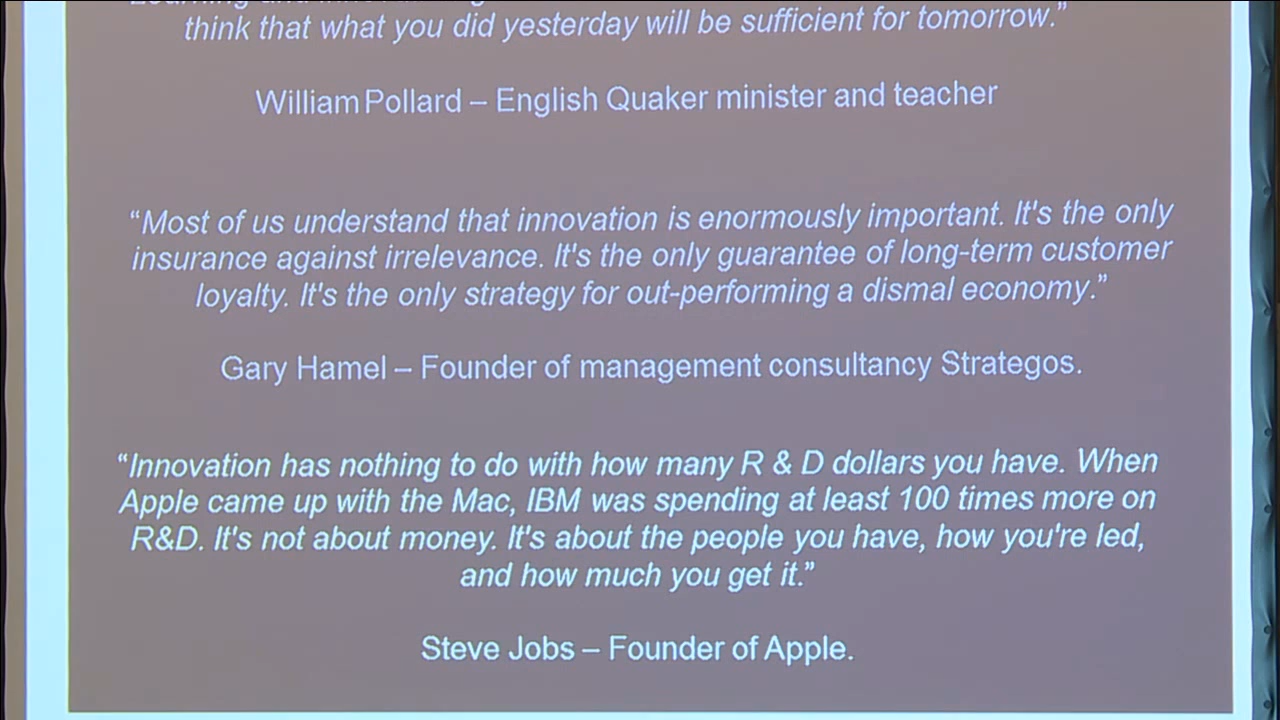 think that what you did yesterday will be sufficient for tomorrow.”
William Pollard – English Quaker minister and teacher
“Most of us understand that innovation is enormously important. It's the only
insurance against irrelevance. It's the only guarantee of long-term customer
loyalty. It's the only strategy for out-performing a dismal economy.”
Gary Hamel – Founder of management consultancy Strategos.
“Innovation has nothing to do with how many R & D dollars you have. When
Apple came up with the Mac, IBM was spending at least 100 times more on
R&D. It's not about money. It's about the people you have, how you're led,
and how much you get it.”
Steve Jobs – Founder of Apple.